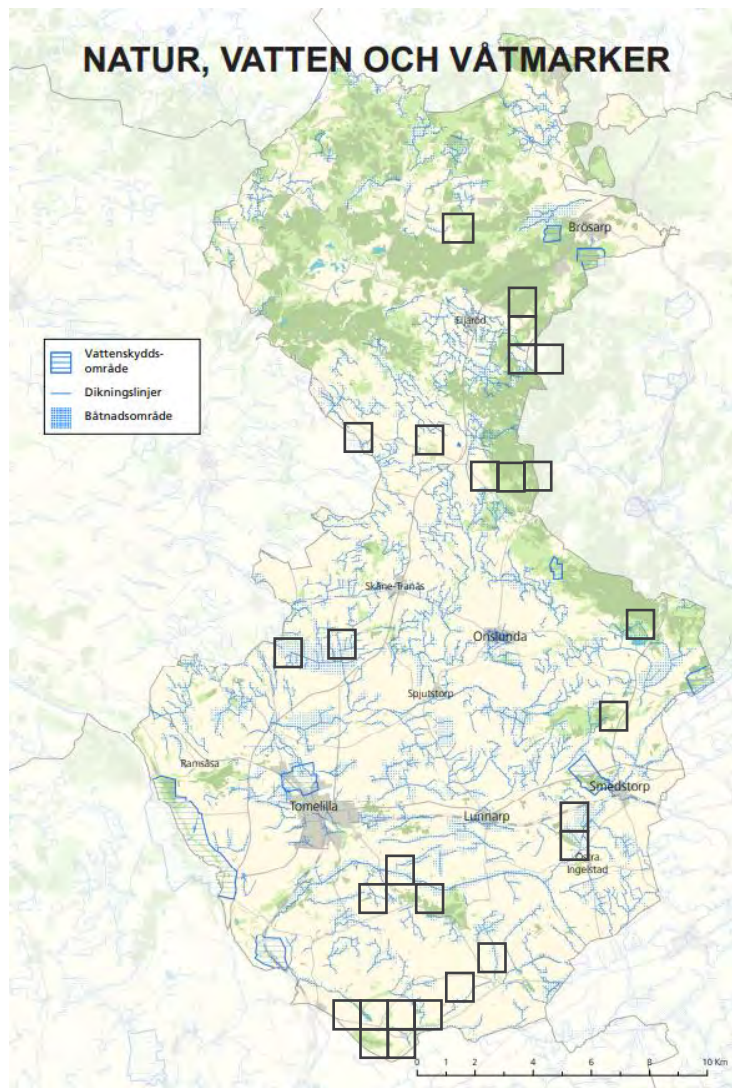 NATUR, VATTEN OCH VÅTMARKER
Brösarp
Eljaröd
Vattenskydds-
område
Dikningslinjer
Båtnadsområde
Skåne-Tranås
Onslunda
Spjutstorp
Ramsåsa
Smedstorp
Tomelilla
Lunnarp
Östra
Ingelstad
0 1 2 4 6 8 10 Km